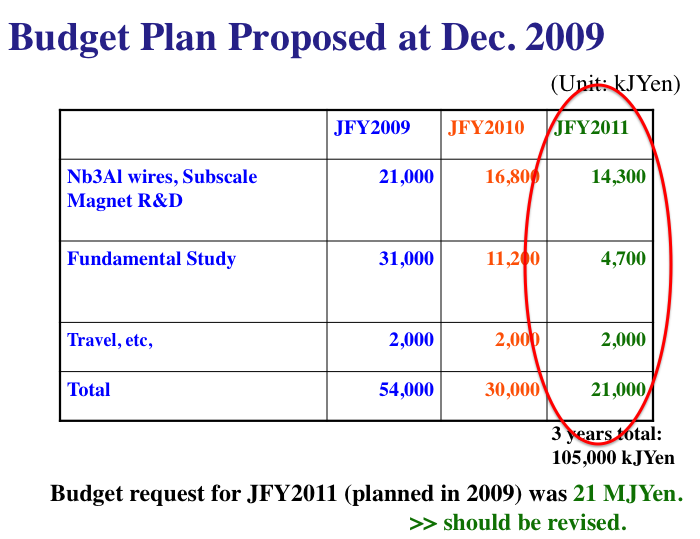 Budget Plan Proposed at Dec. 2009
(Unit: kJYen)
JFY2009 JFY2010 JFY2011
Nb3Al wires, Subscale 21,000 16,800 14,300
Magnet R&D
Fundamental Study 31,000 11,200 4,700
Travel, etc, 2,000 2,000 2,000
Total 54,000 30,000 21,000
3 years total:
105,000 kJYen
Budget request for JFY2011 (planned in 2009) was 21 MJYen.
>> should be revised.